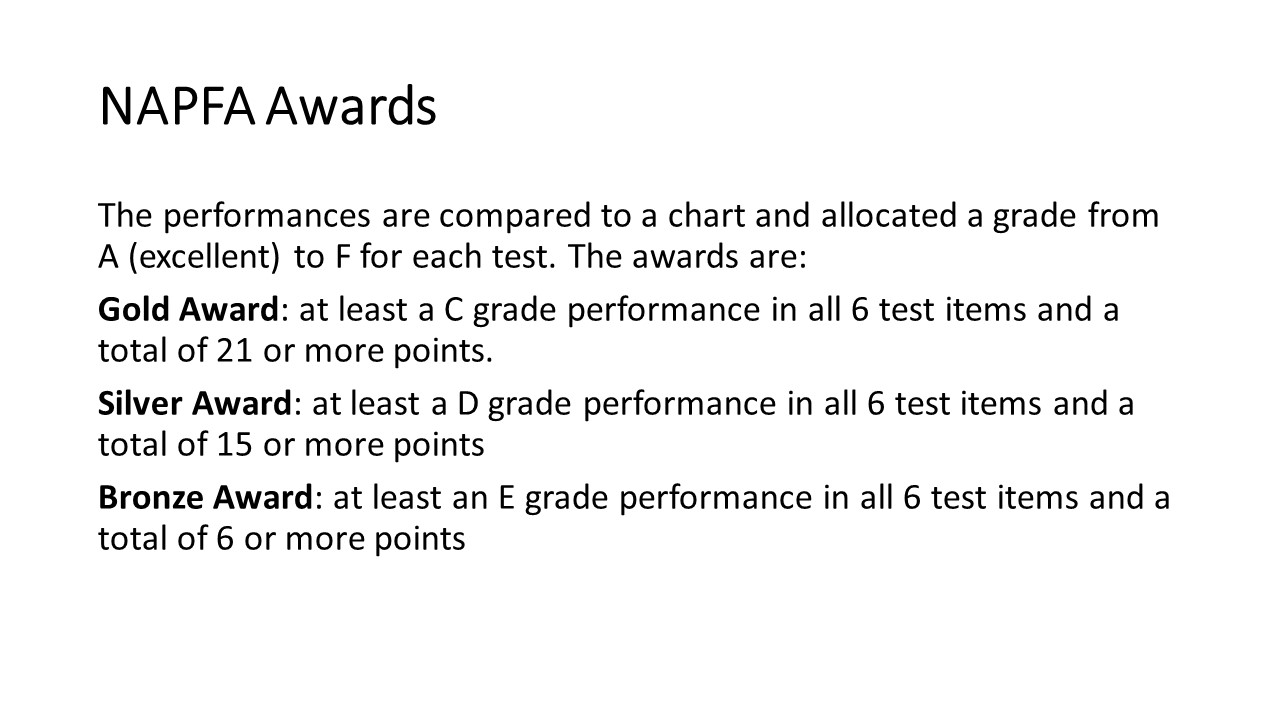 NAPFA Awards
The performances are compared to a chart and allocated a grade from
A (excellent) to F for each test. The awards are:
Gold Award: at least a C grade performance in all 6 test items and a
total of 21 or more points.
Silver Award: at least a D grade performance in all 6 test items and a
total of 15 or more points
Bronze Award: at least an E grade performance in all 6 test items and a
total of 6 or more points